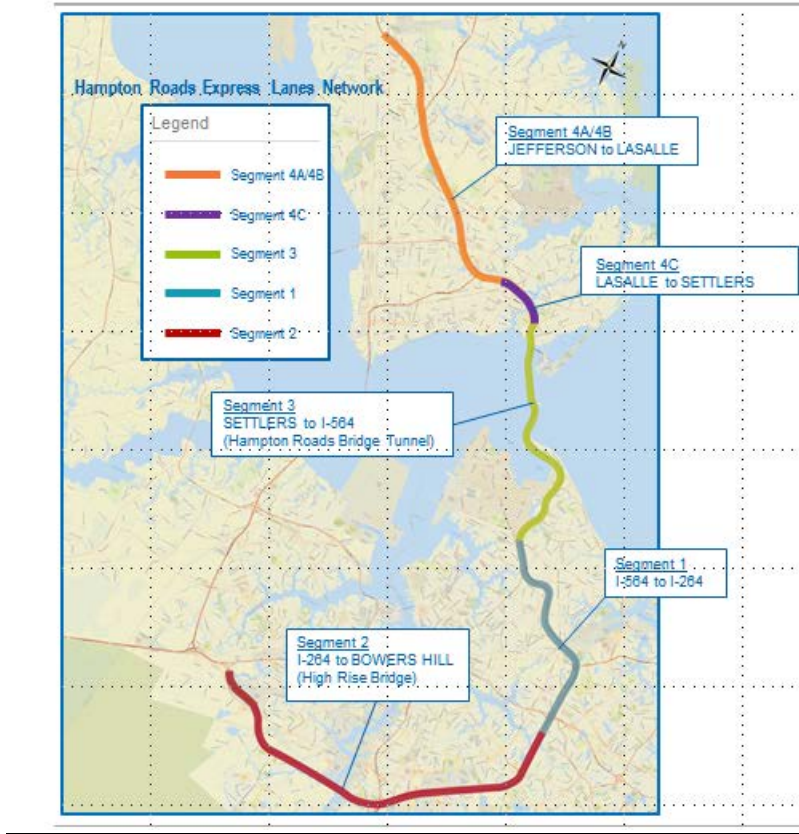 N
Hampton Roads Express Lanes Network
Legend
Segment 4A/4B
Segment 4C
Segment 3
Segment 1
Segment 2
Segment 4A/4B
JEFFERSON to LASALLE
Segment 4C
LASALLE to SETTLERS
Segment 3
SETTLERS to I-564
(Hampton Roads Bridge Tunnel)
Segment 1
I-564 to I-264
Segment 2
I-264 to BOWERS HILL
(High Rise Bridge)